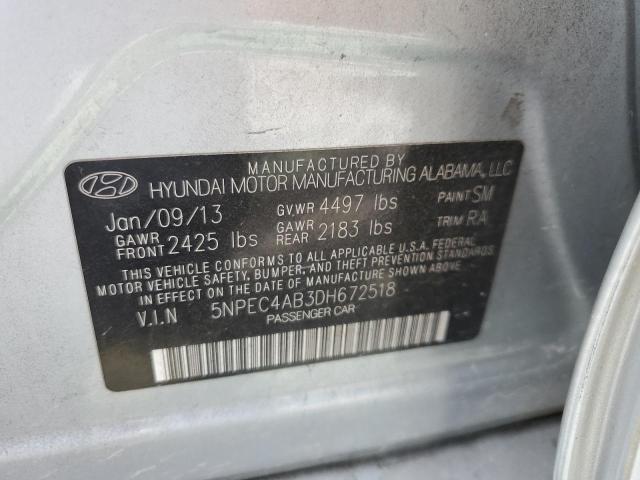 MANUFACTURED BY
HYUNDAI MOTOR MANUFACTURING ALABAMA, LLC
Jan/09/13 GVWR 4497 lbs PAINT SM
GAWR FRONT 2425 lbs GAWR REAR 2183 lbs TRIM RA
THIS VEHICLE CONFORMS TO ALL APPLICABLE U.S.A. FEDERAL
MOTOR VEHICLE SAFETY, BUMPER, AND THEFT PREVENTION STANDARDS
IN EFFECT ON THE DATE OF MANUFACTURE SHOWN ABOVE.
V.I.N 5NPEC4AB3DH672518
PASSENGER CAR